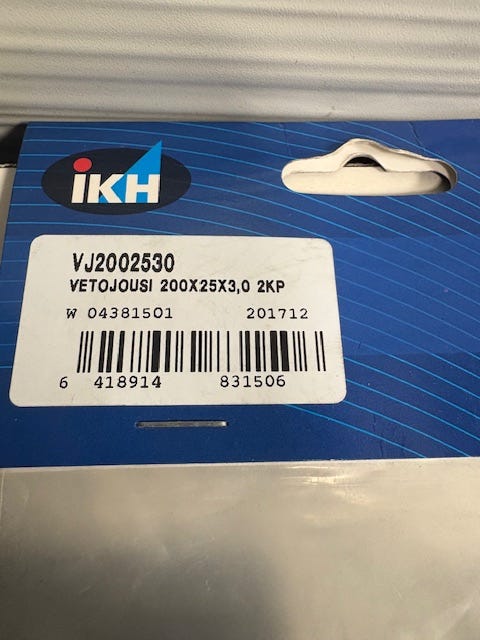 iKH
VJ2002530
VETOJOUSI 200X25X3,0 2KP
W 04381501 201712
6 418914 831506